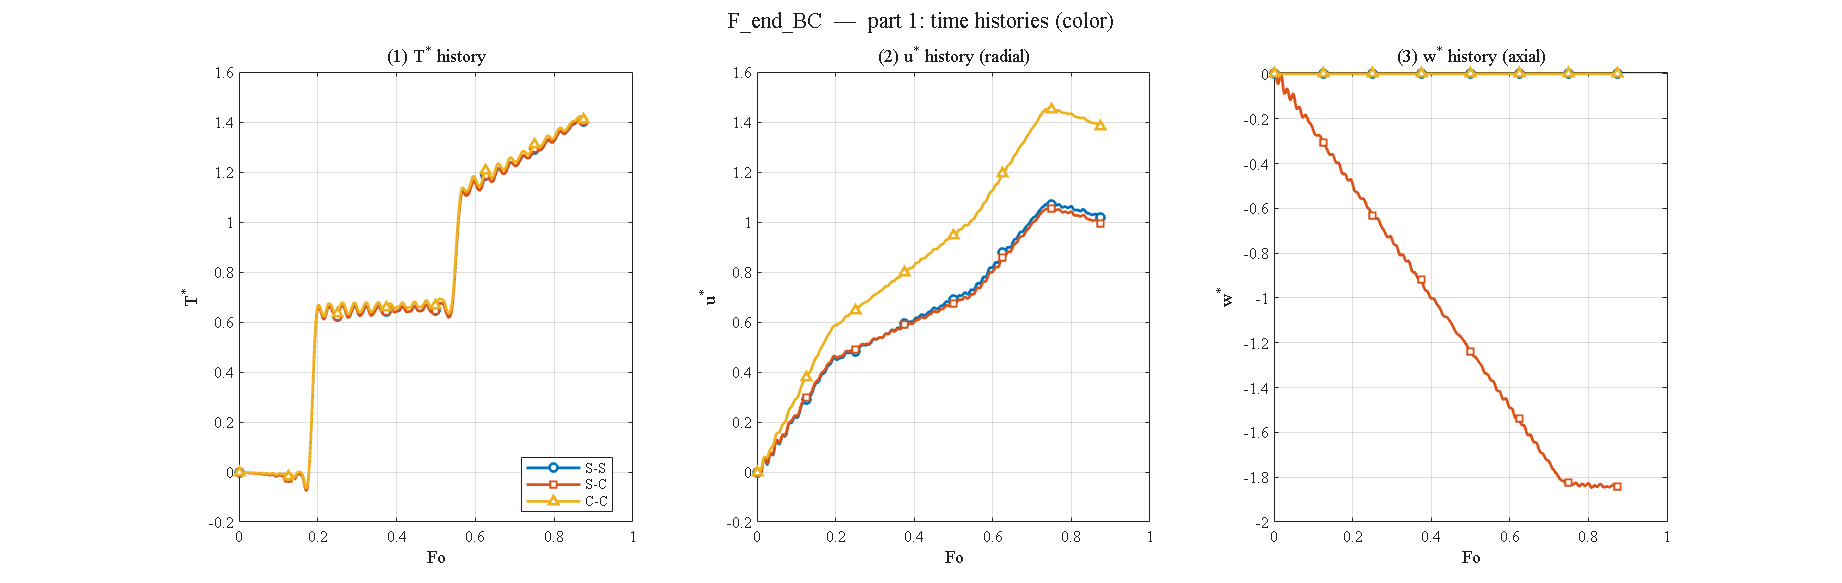 F_end_BC — part 1: time histories (color)
(1) T* history
1.6
1.4
1.2
1
0.8
0.6
0.4
0.2
0
-0.2
T*
0 0.2 0.4 0.6 0.8 1
Fo
S-S
S-C
C-C
(2) u* history (radial)
1.6
1.4
1.2
1
0.8
0.6
0.4
0.2
0
-0.2
u*
0 0.2 0.4 0.6 0.8 1
Fo
(3) w* history (axial)
0
-0.2
-0.4
-0.6
-0.8
-1
-1.2
-1.4
-1.6
-1.8
-2
w*
0 0.2 0.4 0.6 0.8 1
Fo